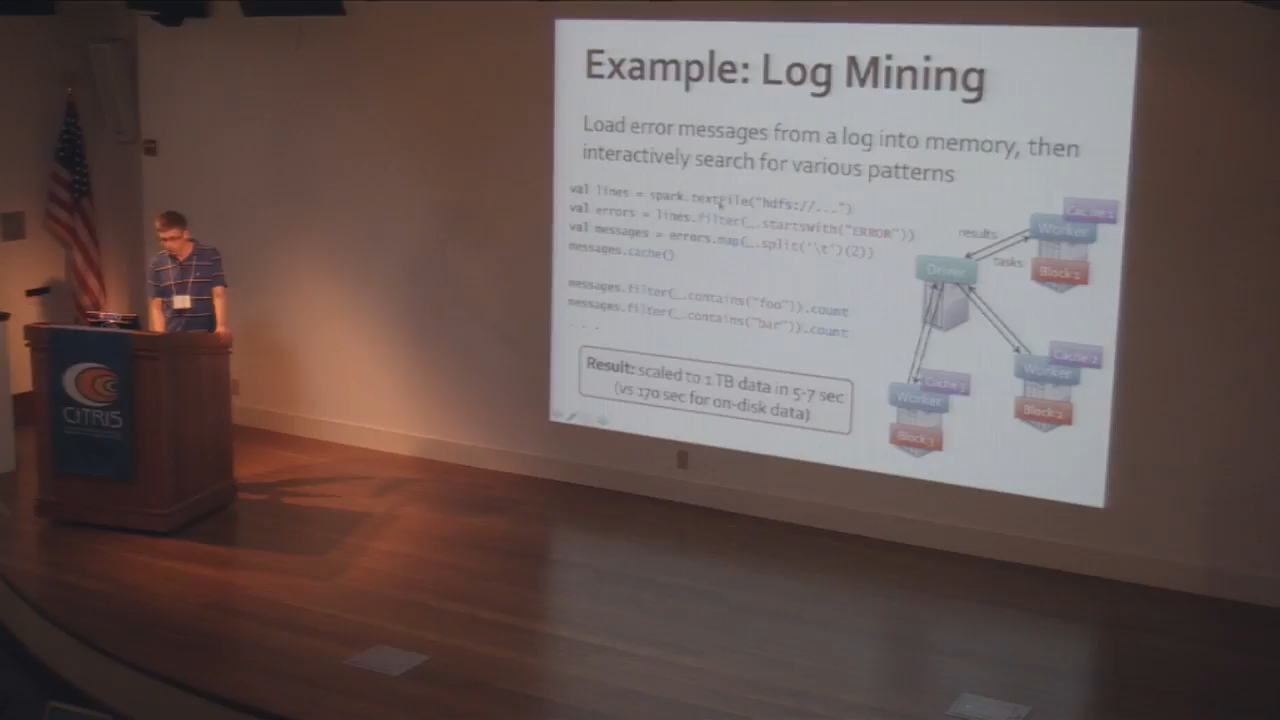 Example: Log Mining
Load error messages from a log into memory, then
interactively search for various patterns
val lines = spark.textFile("hdfs://...")
val errors = lines.filter(_.startsWith("ERROR"))
val messages = errors.map(_.split('\t')(2))
messages.cache()
messages.filter(_.contains("foo")).count
messages.filter(_.contains("bar")).count
. . .
Result: scaled to 1 TB data in 5-7 sec
(vs 170 sec for on-disk data)
Driver
results
tasks
Cache 1
Worker
Block 1
Cache 2
Worker
Block 2
Cache 3
Worker
Block 3
CITRIS